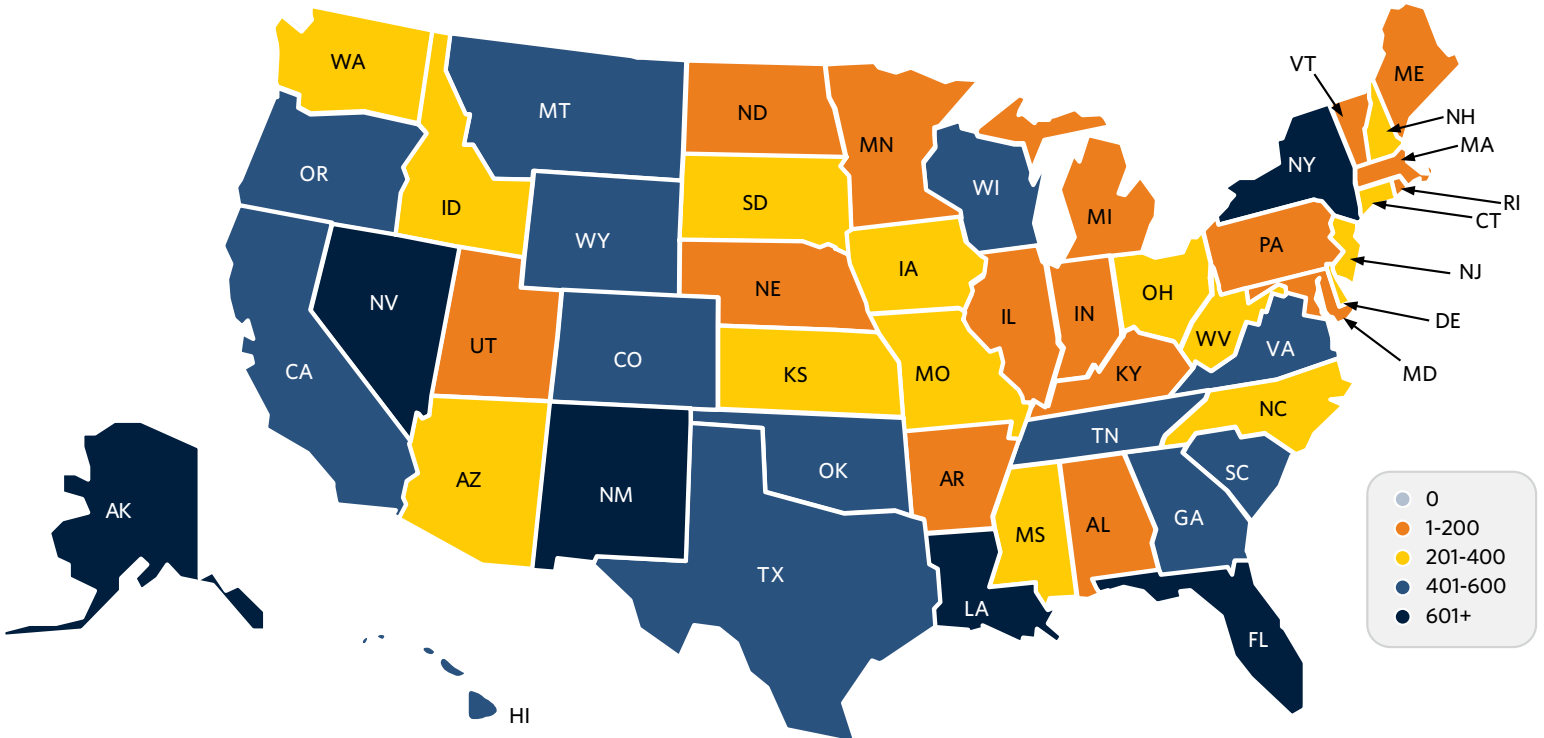 WA
MT
ND
MN
VT
ME
NH
MA
OR
ID
SD
WI
MI
NY
RI
CT
WY
NV
NE
IA
PA
NJ
UT
CO
IL
IN
OH
DE
CA
KS
MO
KY
WV
VA
MD
AZ
NM
OK
AR
TN
NC
AK
TX
MS
AL
GA
SC
LA
FL
HI
0
1-200
201-400
401-600
601+